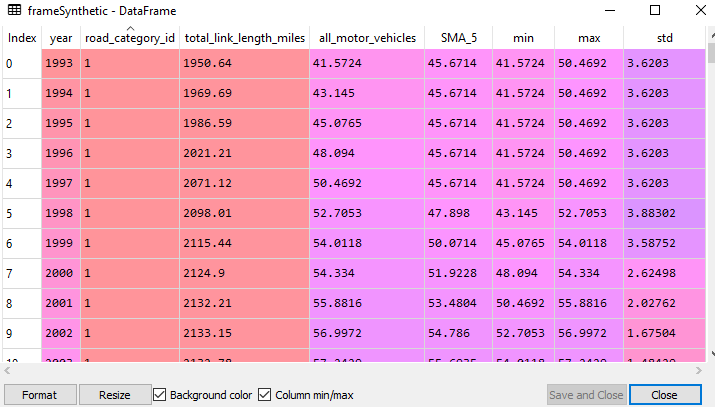 frameSynthetic - DataFrame
Index year road_category_id total_link_length_miles all_motor_vehicles SMA_5 min max std
0 1993 1 1950.64 41.5724 45.6714 41.5724 50.4692 3.6203
1 1994 1 1969.69 43.145 45.6714 41.5724 50.4692 3.6203
2 1995 1 1986.59 45.0765 45.6714 41.5724 50.4692 3.6203
3 1996 1 2021.21 48.094 45.6714 41.5724 50.4692 3.6203
4 1997 1 2071.12 50.4692 45.6714 41.5724 50.4692 3.6203
5 1998 1 2098.01 52.7053 47.898 43.145 52.7053 3.88302
6 1999 1 2115.44 54.0118 50.0714 45.0765 54.0118 3.58752
7 2000 1 2124.9 54.334 51.9228 48.094 54.334 2.62498
8 2001 1 2132.21 55.8816 53.4804 50.4692 55.8816 2.02762
9 2002 1 2133.15 56.9972 54.786 52.7053 56.9972 1.67504
Format Resize Background color Column min/max Save and Close Close